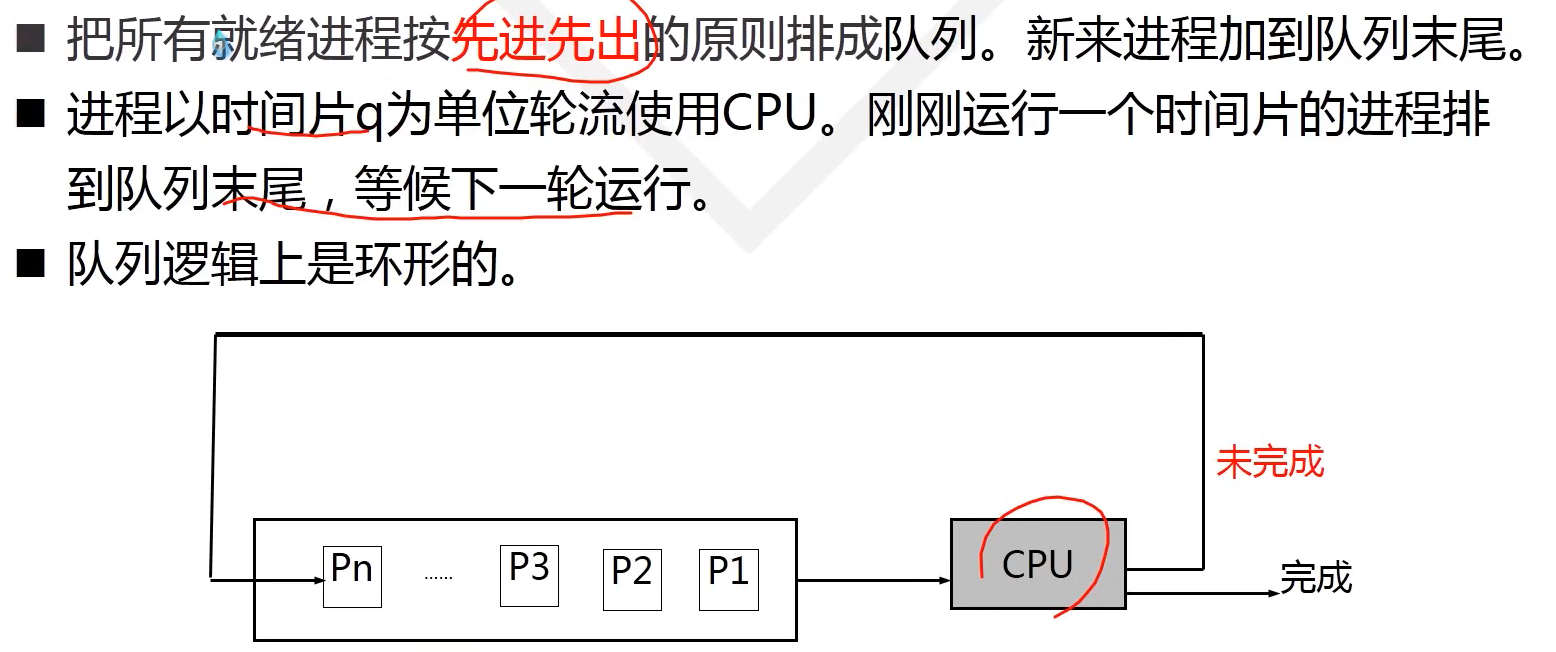 ■ 把所有就绪进程按先进先出的原则排成队列。新来进程加到队列末尾。
■ 进程以时间片q为单位轮流使用CPU。刚刚运行一个时间片的进程排
到队列末尾，等候下一轮运行。
■ 队列逻辑上是环形的。
未完成
Pn ...... P3 P2 P1 CPU
完成